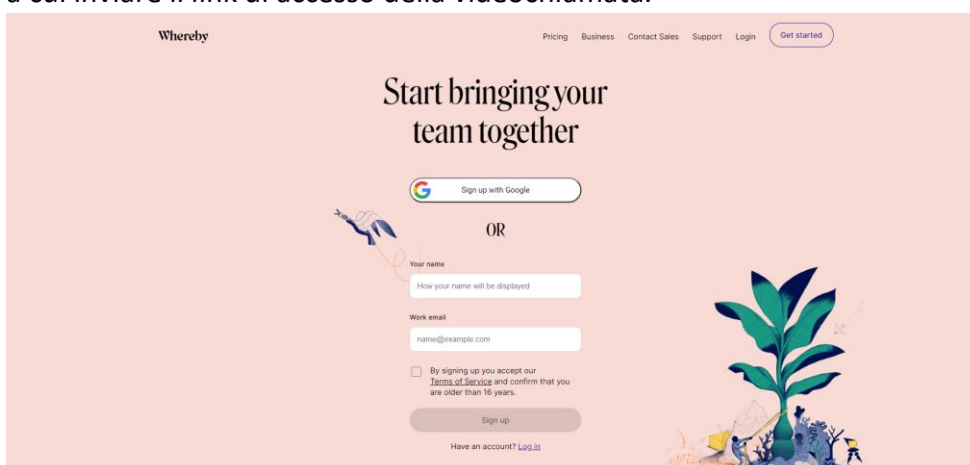 a cui inviare il link di accesso della videochiamata.
Whereby
Pricing Business Contact Sales Support Login Get started
Start bringing your
team together
Sign up with Google
OR
Your name
How your name will be displayed
Work email
name@example.com
By signing up you accept our
Terms of Service and confirm that you
are older than 16 years.
Sign up
Have an account? Log in